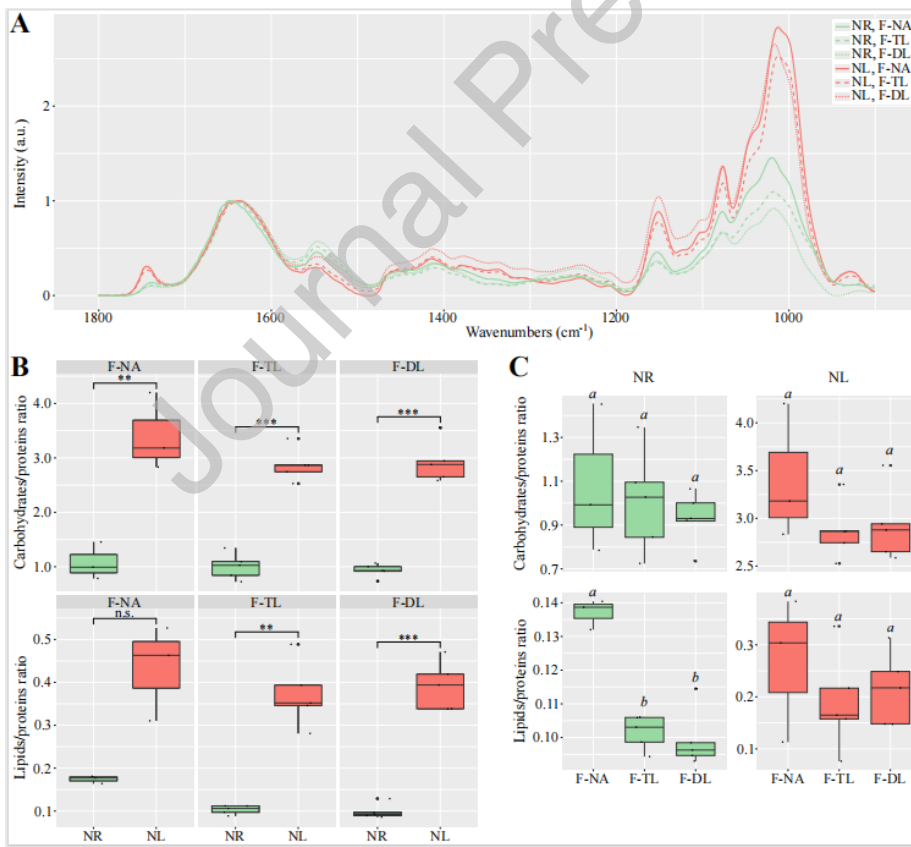 Journal Pre
A
NR, F-NA
NR, F-TL
NR, F-DL
NL, F-NA
NL, F-TL
NL, F-DL
Intensity (a.u.)
2
1
0
1800 1600 1400 1200 1000
Wavenumbers (cm⁻¹)
B
F-NA F-TL F-DL
** *** ***
Carbohydrates/proteins ratio
4.0
3.0
2.0
1.0
F-NA F-TL F-DL
n.s. ** ***
Lipids/proteins ratio
0.5
0.4
0.3
0.2
0.1
NR NL NR NL NR NL
C
NR NL
Carbohydrates/proteins ratio
a a a
1.3
1.1
0.9
0.7
a a a
4.0
3.5
3.0
2.5
Lipids/proteins ratio
a b b
0.14
0.13
0.12
0.11
0.10
a a a
0.3
0.2
0.1
F-NA F-TL F-DL F-NA F-TL F-DL